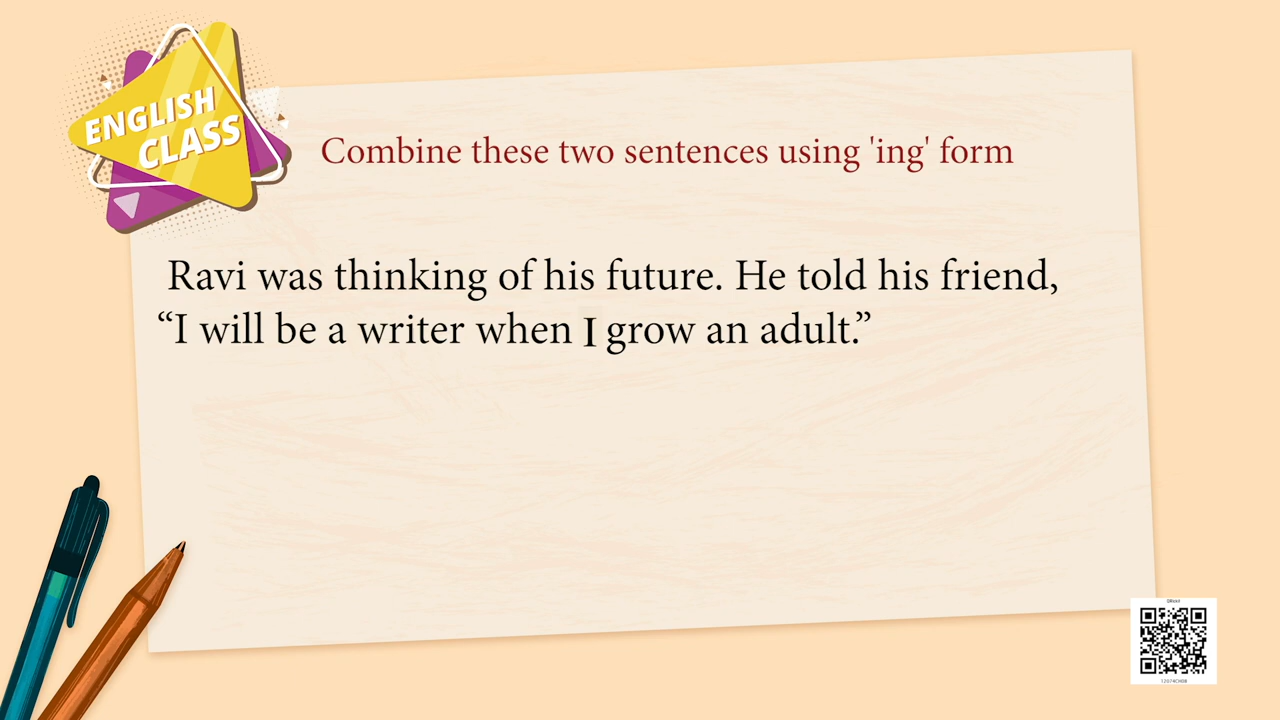 ENGLISH
CLASS
Combine these two sentences using 'ing' form
Ravi was thinking of his future. He told his friend,
“I will be a writer when I grow an adult.”
12074CH08